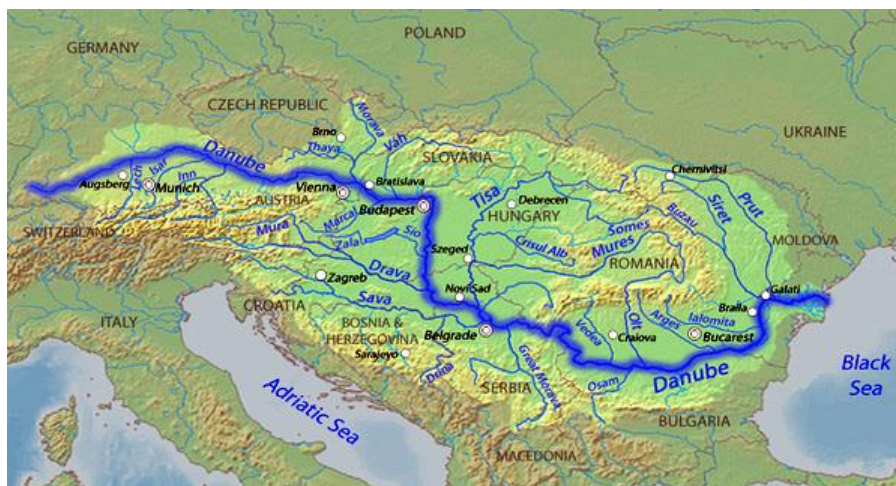 POLAND
GERMANY
CZECH REPUBLIC
UKRAINE
Brno
Morava
Thaya
Vah
SLOVAKIA
Danube
Chernivitsi
Augsberg
Lech
Isar
Munich
Inn
Vienna
Bratislava
AUSTRIA
Budapest
Tisa
Debrecen
HUNGARY
Prut
Siret
SWITZERLAND
Mura
Marcal
Zala
Sio
Somes
Buzau
MOLDOVA
Szeged
Crisul Alb
Mures
ROMANIA
Drava
Zagreb
Sava
Novi Sad
Galati
Braila
CROATIA
ITALY
BOSNIA &
HERZEGOVINA
Belgrade
Vedea
Craiova
Olt
Arges
Ialomita
Bucarest
Sarajevo
Drina
SERBIA
Great Morava
Osam
Danube
Black
Sea
Adriatic Sea
BULGARIA
MACEDONIA